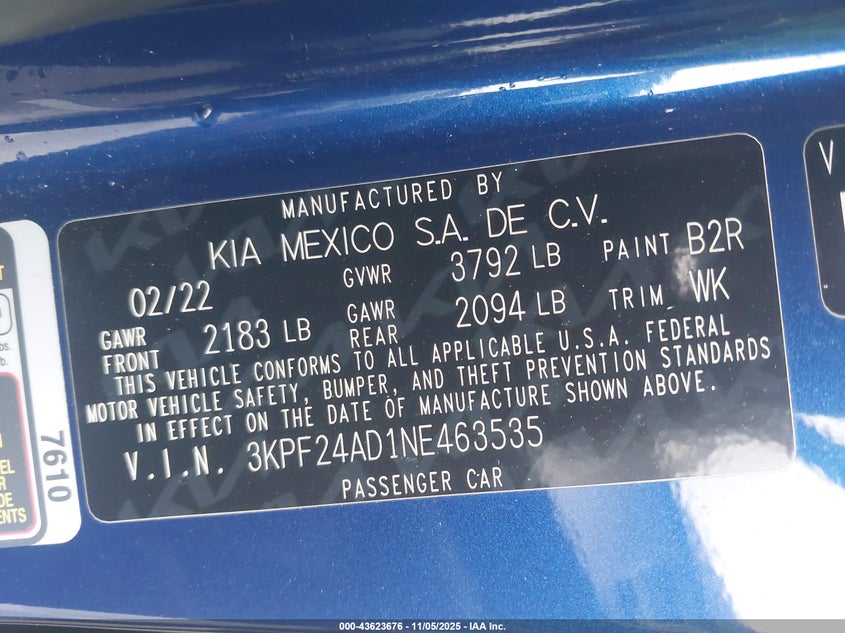 MANUFACTURED BY
KIA MEXICO S.A. DE C.V.
02/22 GVWR 3792 LB PAINT B2R
GAWR FRONT 2183 LB GAWR REAR 2094 LB TRIM WK
THIS VEHICLE CONFORMS TO ALL APPLICABLE U.S.A. FEDERAL
MOTOR VEHICLE SAFETY, BUMPER, AND THEFT PREVENTION STANDARDS
IN EFFECT ON THE DATE OF MANUFACTURE SHOWN ABOVE.
V.I.N. 3KPF24AD1NE463535
PASSENGER CAR
7610
V
000-43623676 - 11/05/2025 - IAA Inc.